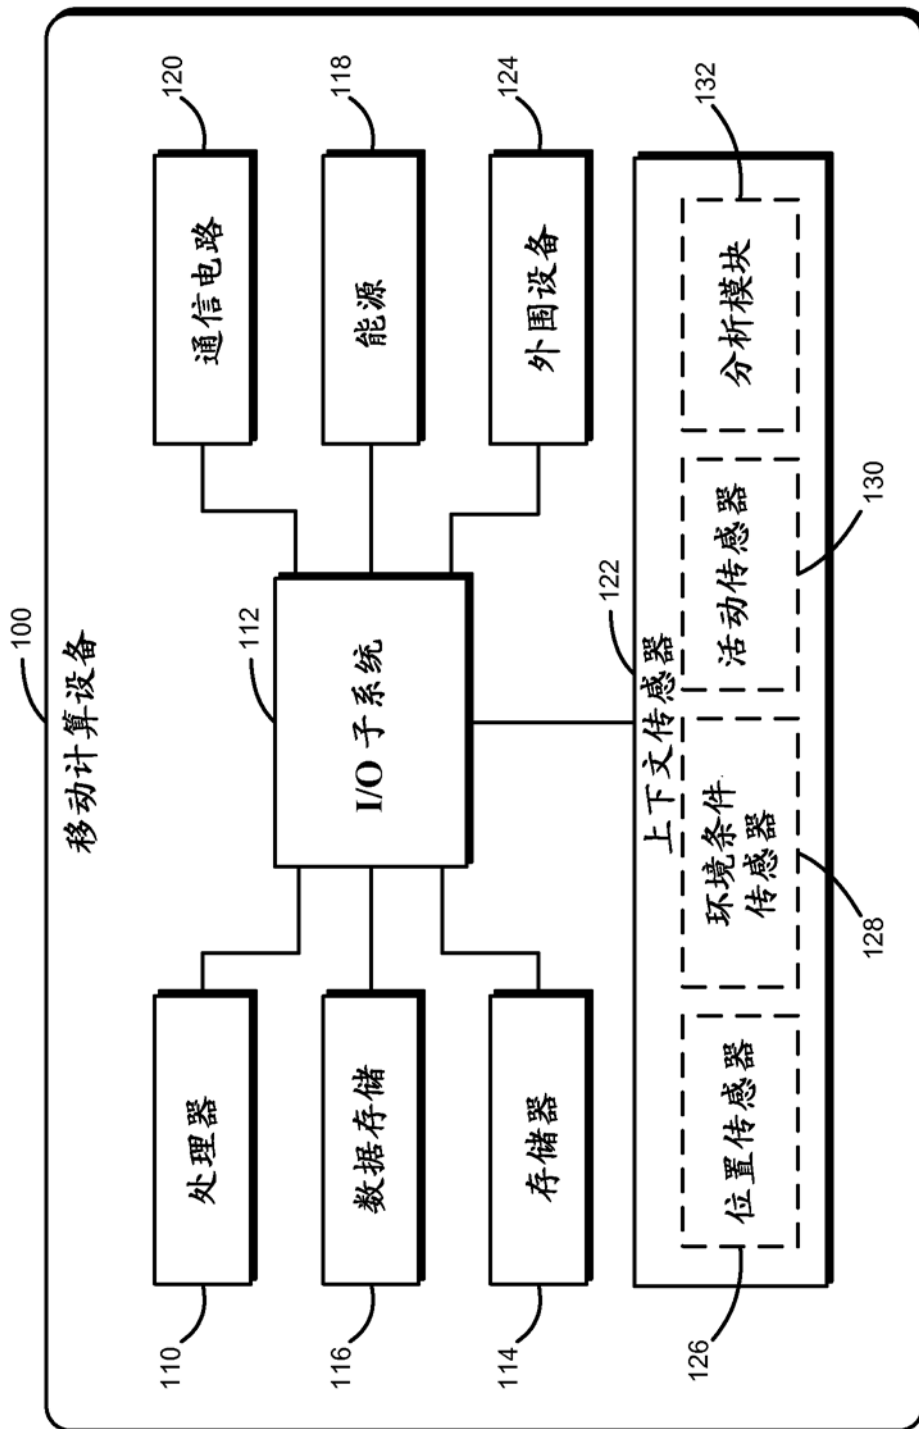 100
移动计算设备
110
处理器
112
I/O 子系统
120
通信电路
116
数据存储
118
能源
114
存储器
124
外围设备
122
上下文传感器
126
位置传感器
128
环境条件
传感器
130
活动传感器
132
分析模块